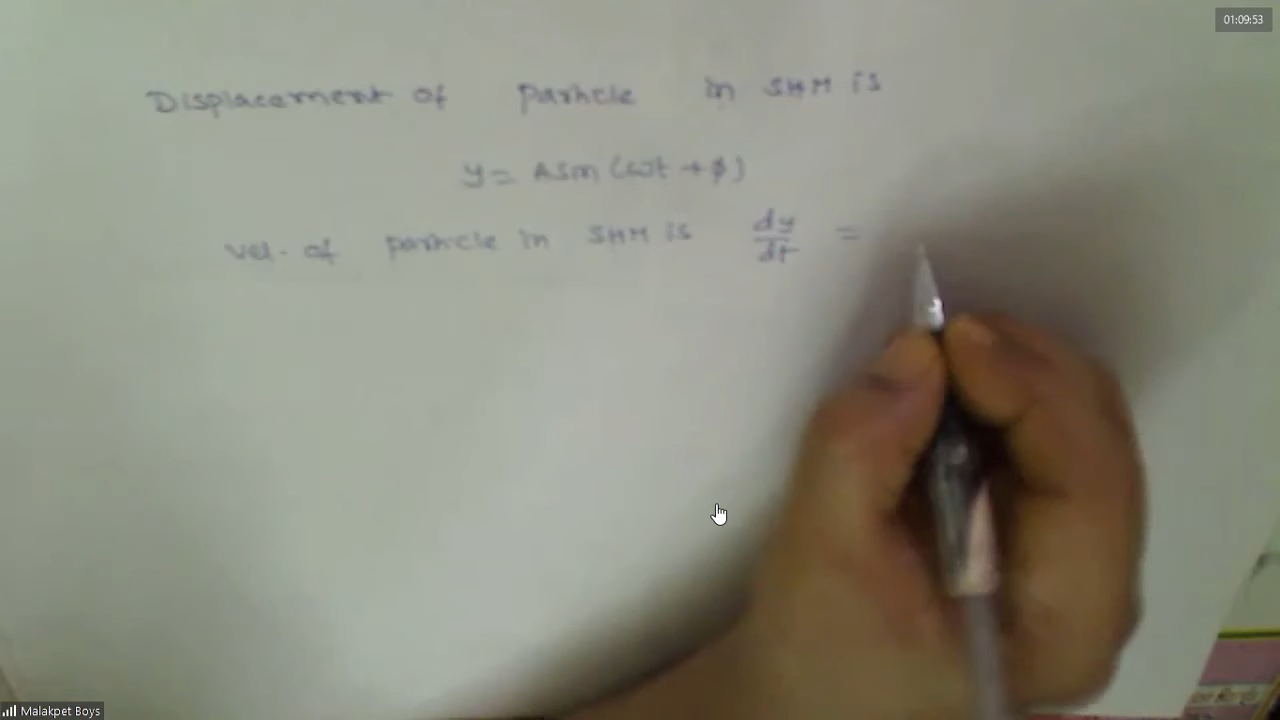 01:09:53
Displacement of particle in SHM is
y = A sin (ωt + ϕ)
Vel. of particle in SHM is dy/dt =
Malakpet Boys